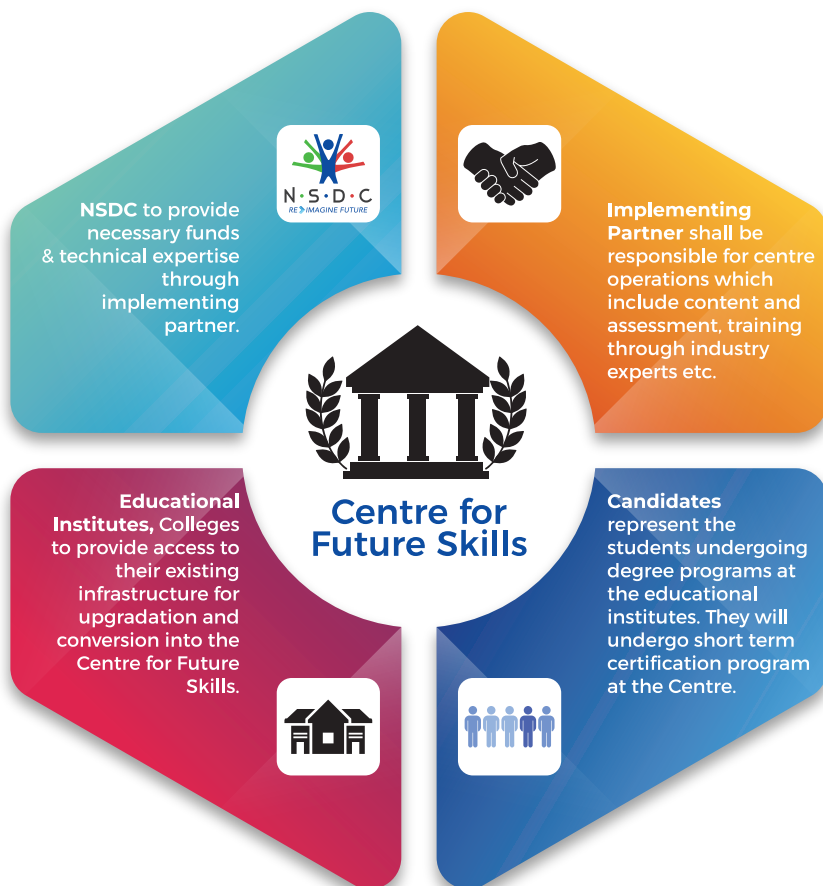 N·S·D·C
RE IMAGINE FUTURE
NSDC to provide
necessary funds
& technical expertise
through
implementing
partner.
Implementing
Partner shall be
responsible for centre
operations which
include content and
assessment, training
through industry
experts etc.
Centre for
Future Skills
Educational
Institutes, Colleges
to provide access to
their existing
infrastructure for
upgradation and
conversion into the
Centre for Future
Skills.
Candidates
represent the
students undergoing
degree programs at
the educational
institutes. They will
undergo short term
certification program
at the Centre.